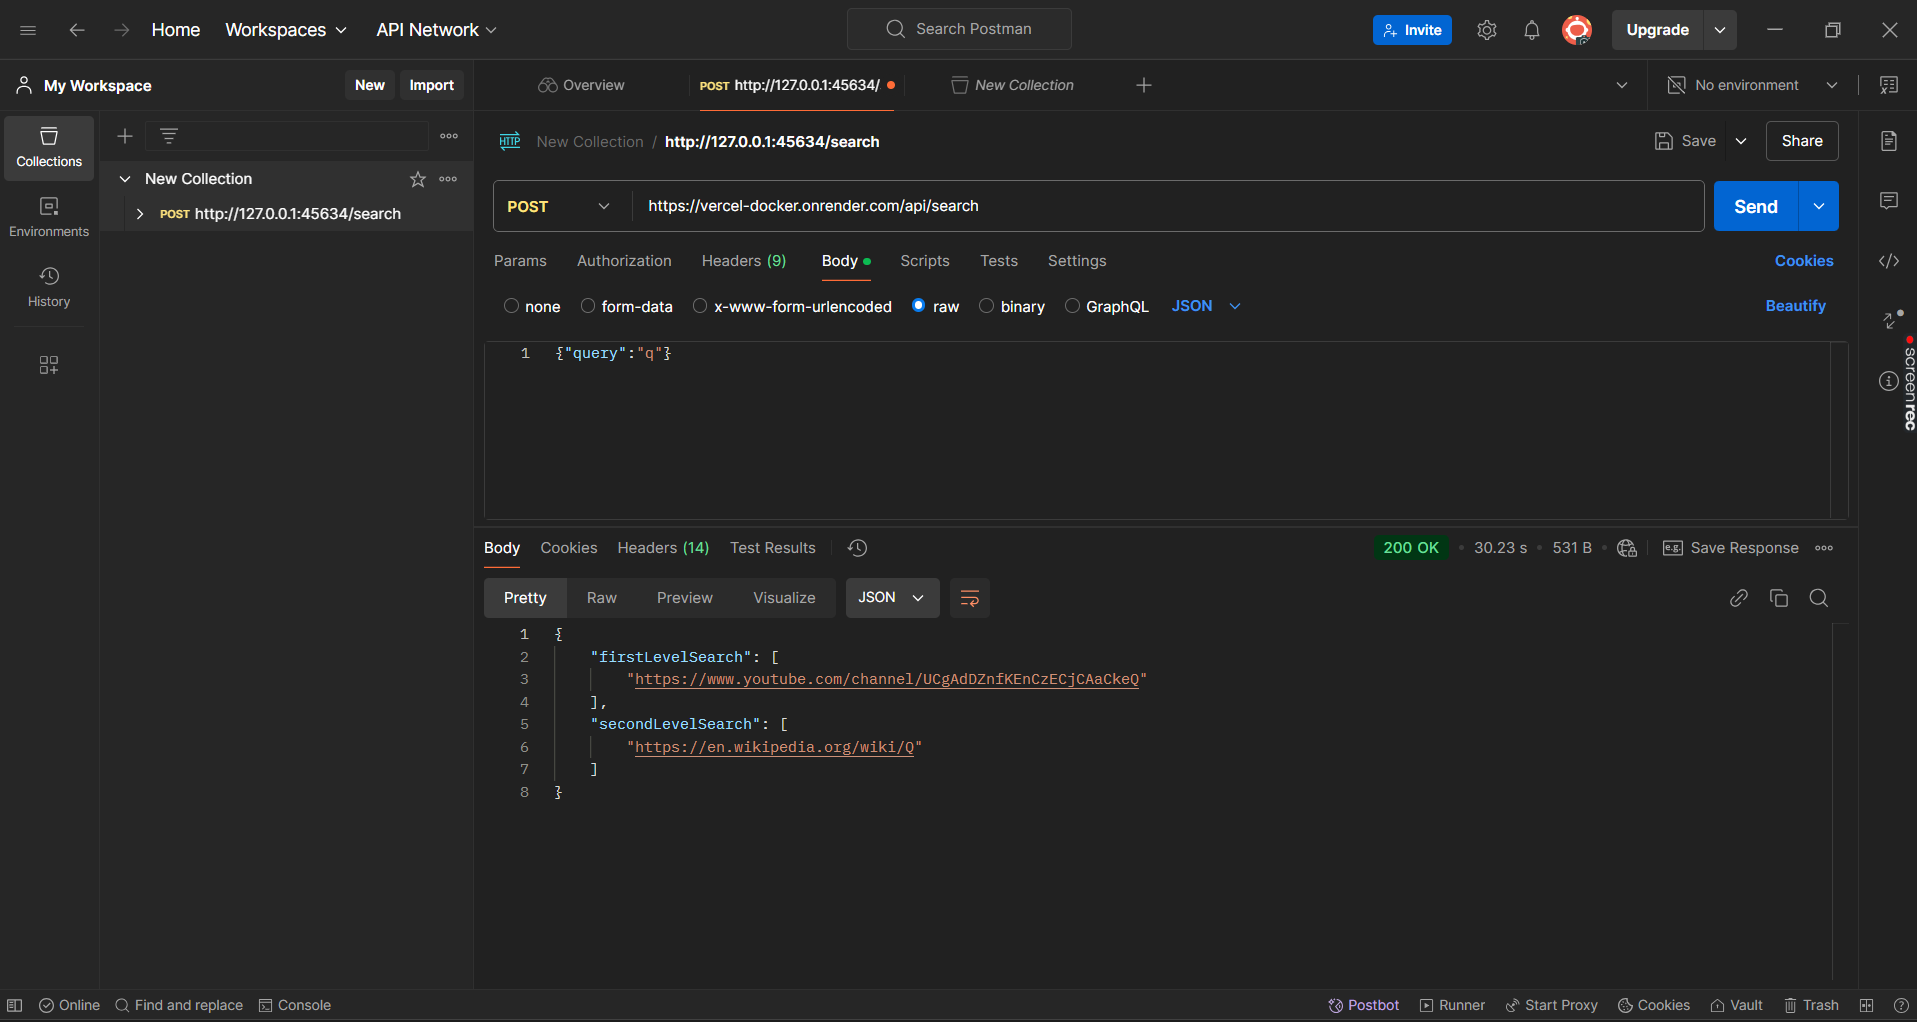 Home Workspaces API Network Search Postman Invite Upgrade
My Workspace New Import Overview POST http://127.0.0.1:45634/ New Collection No environment
Collections
Environments
History
New Collection
POST http://127.0.0.1:45634/search
HTTP New Collection / http://127.0.0.1:45634/search Save Share
POST https://vercel-docker.onrender.com/api/search Send
Params Authorization Headers (9) Body Scripts Tests Settings Cookies
none form-data x-www-form-urlencoded raw binary GraphQL JSON Beautify
1 {"query":"q"}
screenrec
Body Cookies Headers (14) Test Results 200 OK 30.23 s 531 B e.g. Save Response
Pretty Raw Preview Visualize JSON
1 {
2 "firstLevelSearch": [
3 "https://www.youtube.com/channel/UCgAdDZnfKEnCzECjCAaCkeQ"
4 ],
5 "secondLevelSearch": [
6 "https://en.wikipedia.org/wiki/Q"
7 ]
8 }
Online Find and replace Console Postbot Runner Start Proxy Cookies Vault Trash